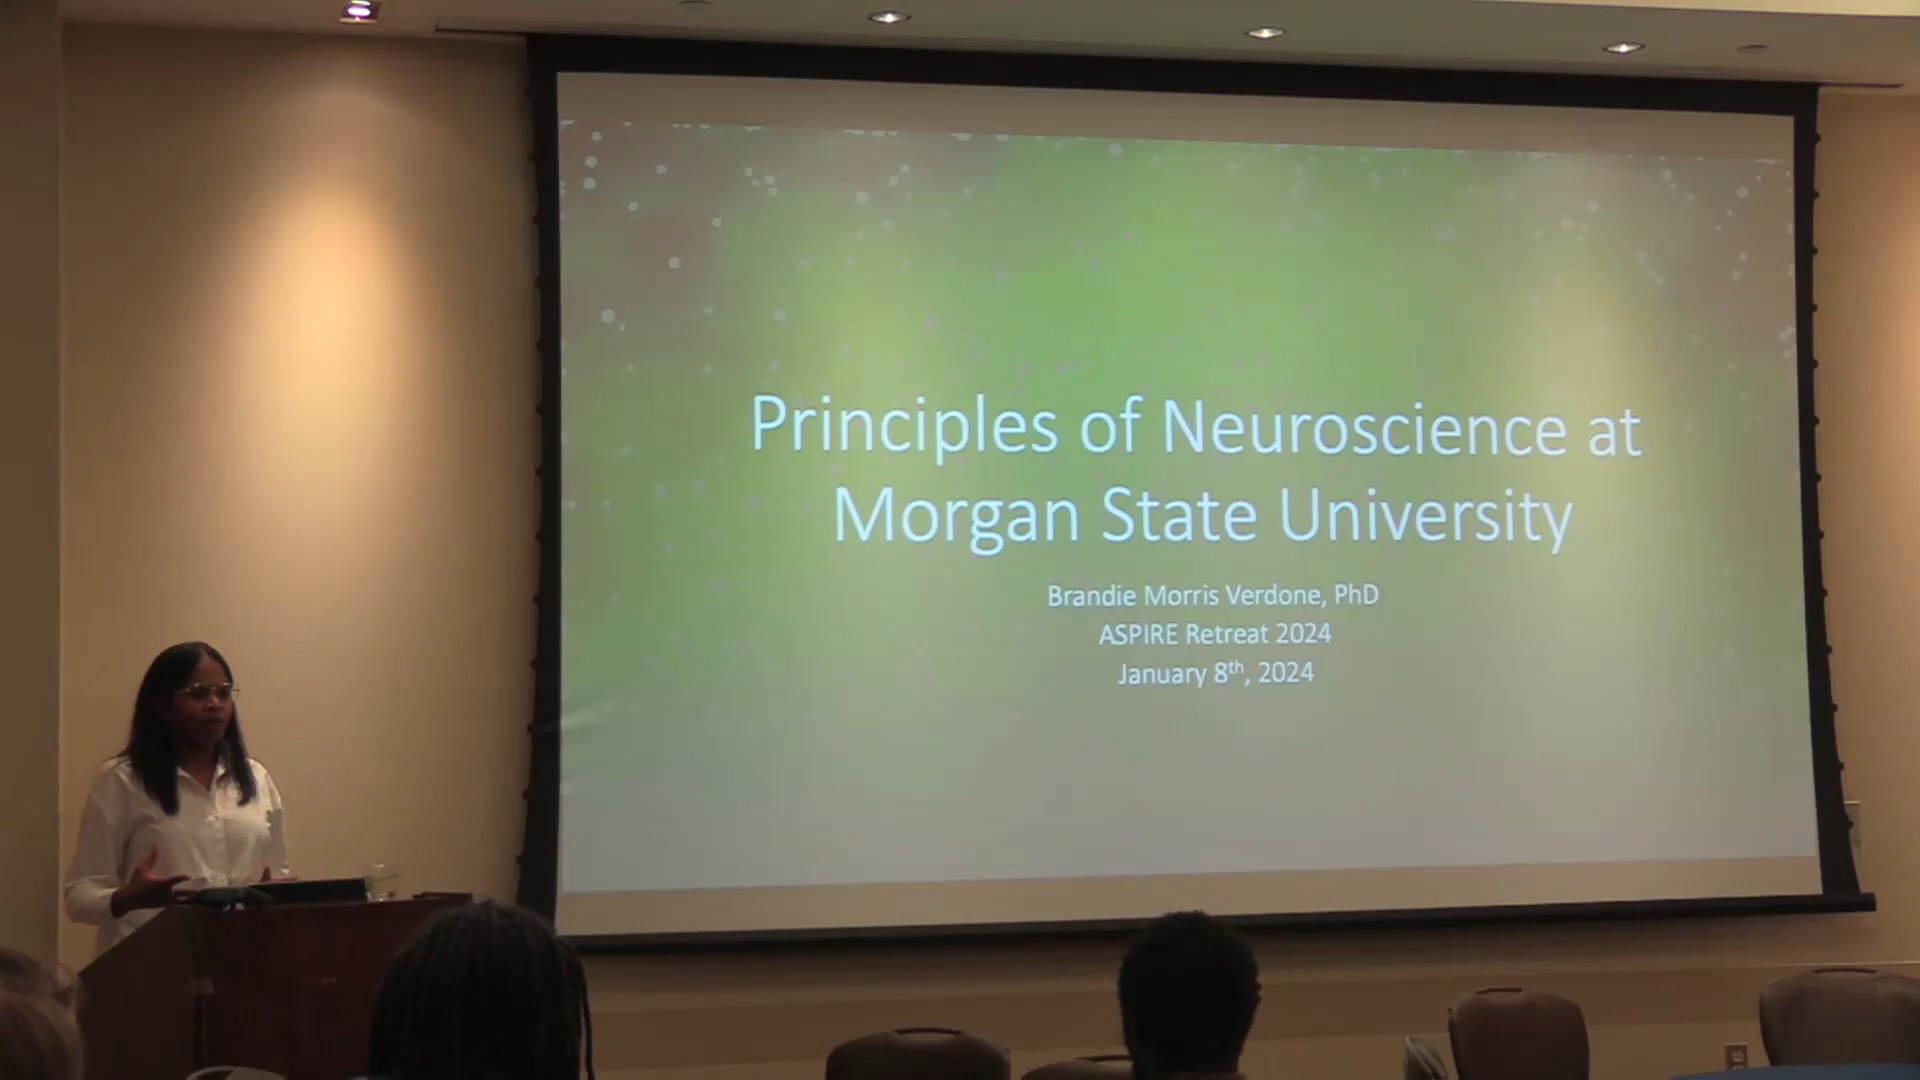 Principles of Neuroscience at
Morgan State University
Brandie Morris Verdone, PhD
ASPIRE Retreat 2024
January 8th, 2024